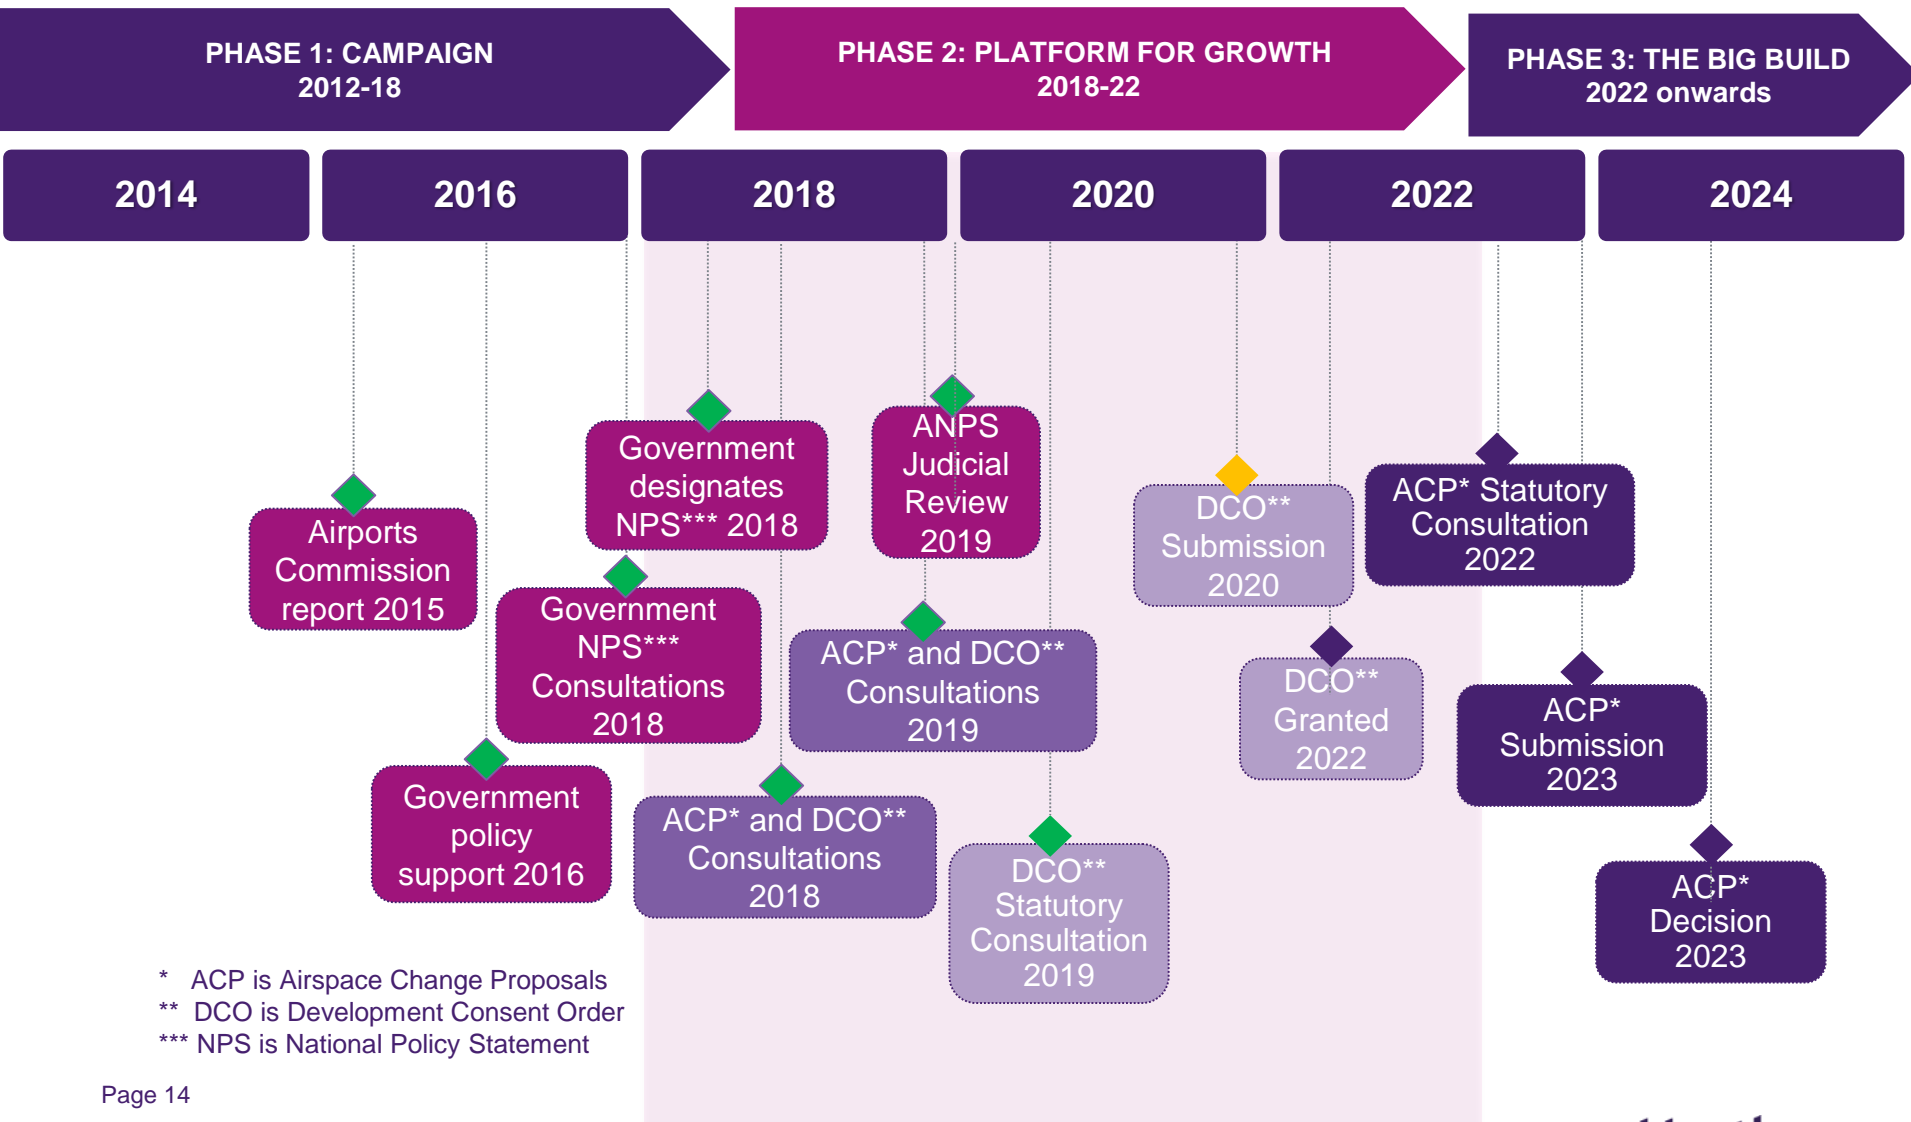 PHASE 1: CAMPAIGN
2012-18
PHASE 2: PLATFORM FOR GROWTH
2018-22
PHASE 3: THE BIG BUILD
2022 onwards
2014
2016
2018
2020
2022
2024
Airports
Commission
report 2015
Government
policy
support 2016
Government
NPS***
Consultations
2018
Government
designates
NPS*** 2018
ACP* and DCO**
Consultations
2018
ANPS
Judicial
Review
2019
ACP* and DCO**
Consultations
2019
DCO**
Statutory
Consultation
2019
DCO**
Submission
2020
DCO**
Granted
2022
ACP* Statutory
Consultation
2022
ACP*
Submission
2023
ACP*
Decision
2023
* ACP is Airspace Change Proposals
** DCO is Development Consent Order
*** NPS is National Policy Statement
Page 14